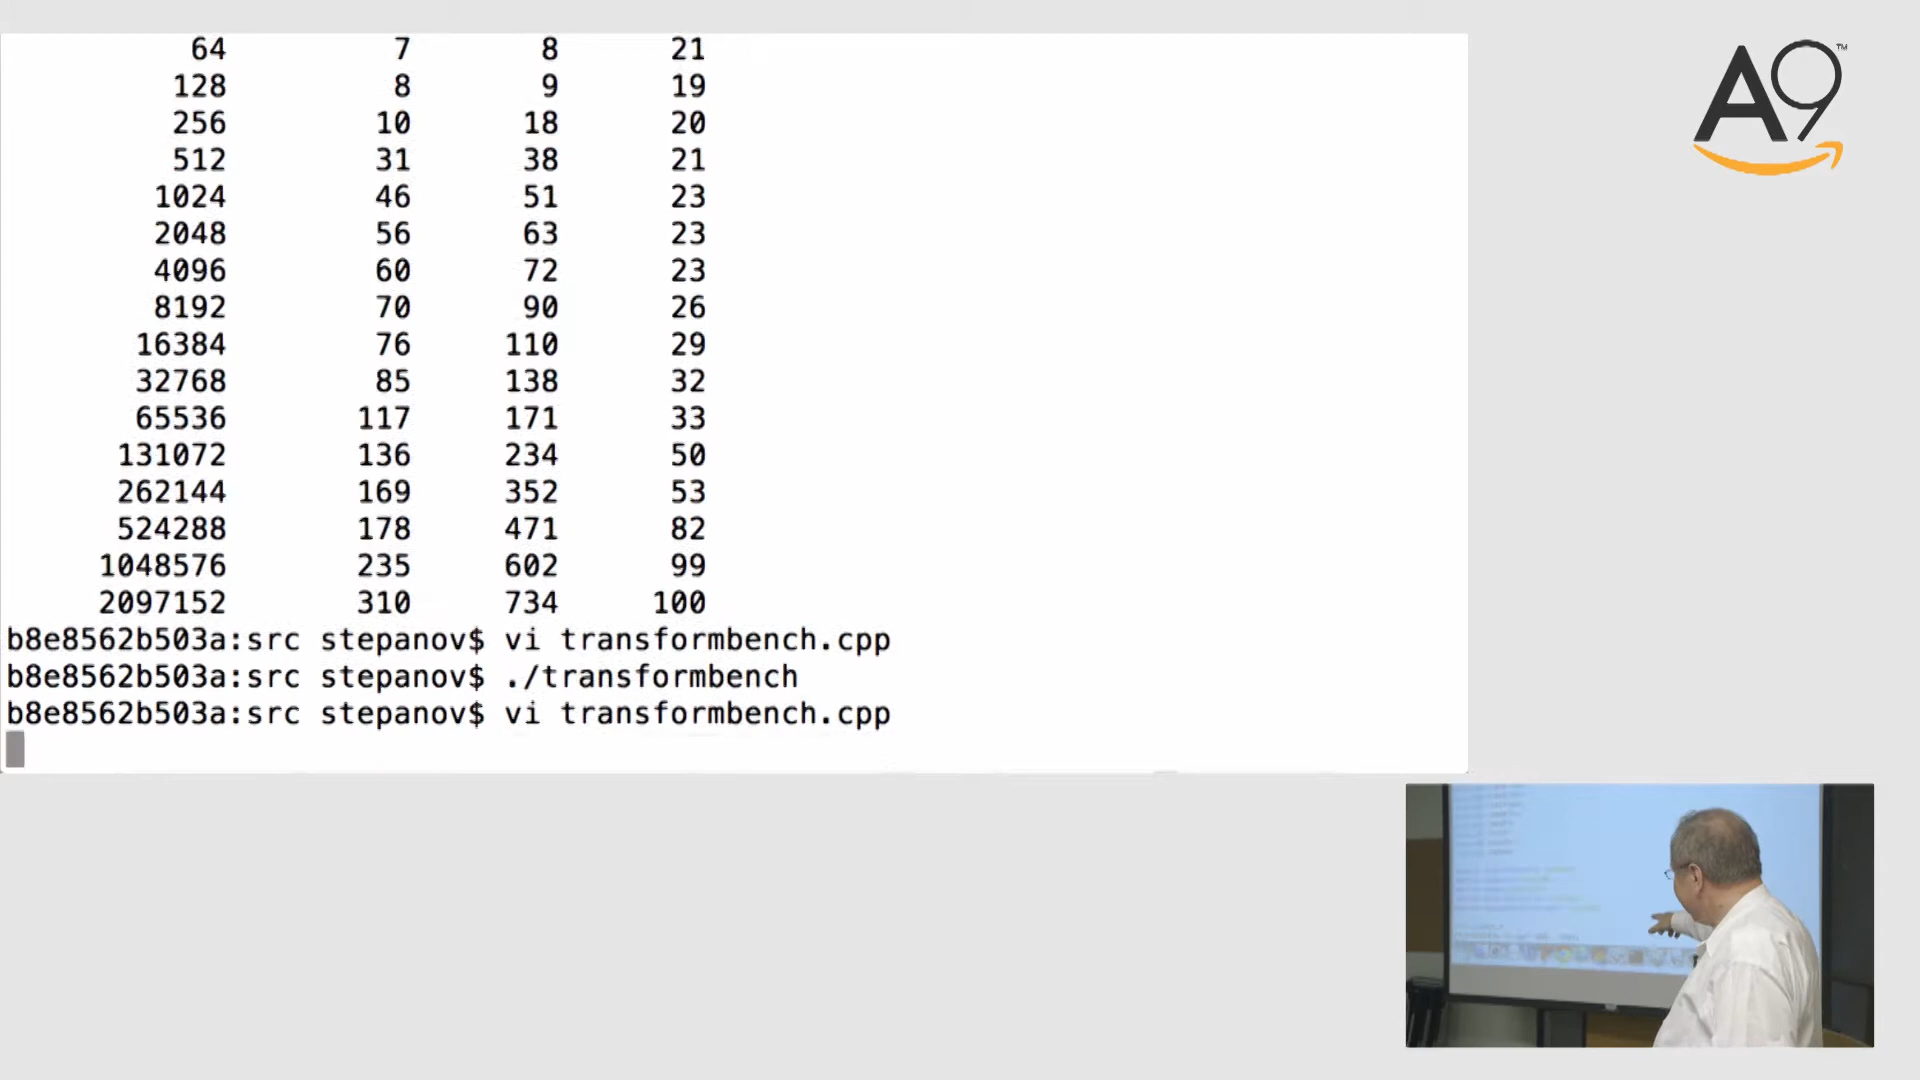 64 7 8 21
128 8 9 19
256 10 18 20
512 31 38 21
1024 46 51 23
2048 56 63 23
4096 60 72 23
8192 70 90 26
16384 76 110 29
32768 85 138 32
65536 117 171 33
131072 136 234 50
262144 169 352 53
524288 178 471 82
1048576 235 602 99
2097152 310 734 100
b8e8562b503a:src stepanov$ vi transformbench.cpp
b8e8562b503a:src stepanov$ ./transformbench
b8e8562b503a:src stepanov$ vi transformbench.cpp
A9™